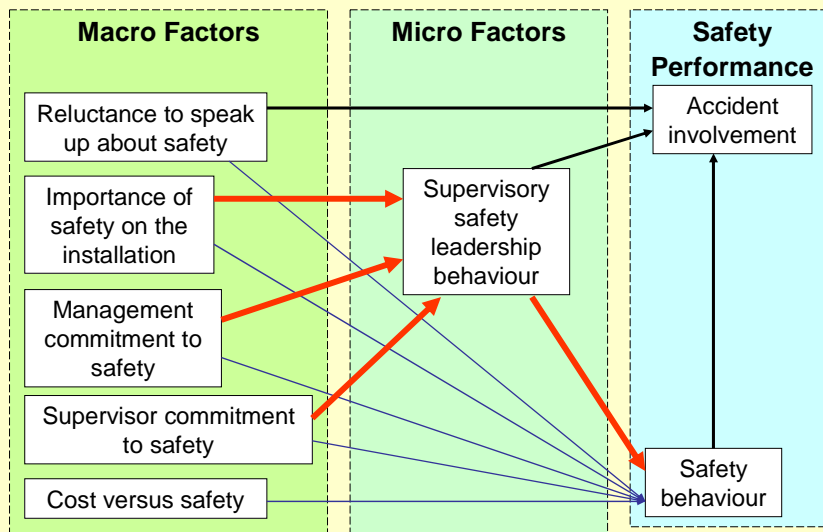 Macro Factors
Reluctance to speak
up about safety
Importance of
safety on the
installation
Management
commitment to
safety
Supervisor commitment
to safety
Cost versus safety
Micro Factors
Supervisory
safety
leadership
behaviour
Safety
Performance
Accident
involvement
Safety
behaviour